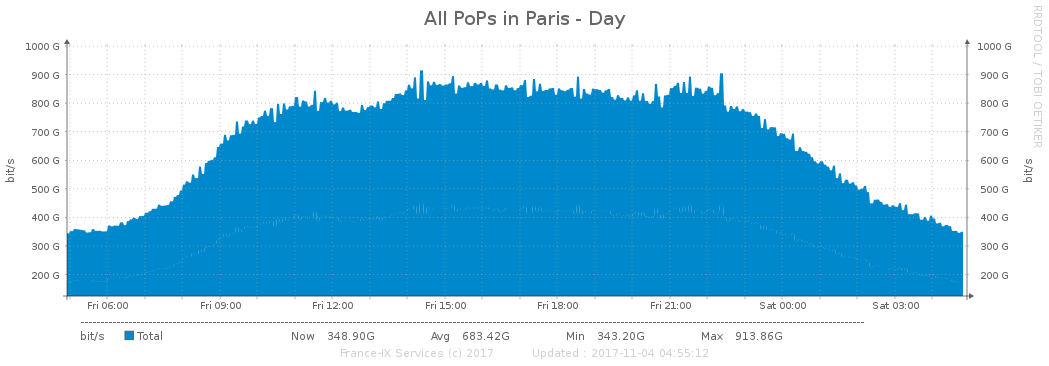 All PoPs in Paris - Day
RRDTOOL / TOBI OETIKER
bit/s
1000 G
900 G
800 G
700 G
600 G
500 G
400 G
300 G
200 G
1000 G
900 G
800 G
700 G
600 G
500 G
400 G
300 G
200 G
bit/s
Fri 06:00 Fri 09:00 Fri 12:00 Fri 15:00 Fri 18:00 Fri 21:00 Sat 00:00 Sat 03:00
bit/s Total Now 348.90G Avg 683.42G Min 343.20G Max 913.86G
France-IX Services (c) 2017 Updated : 2017-11-04 04:55:12